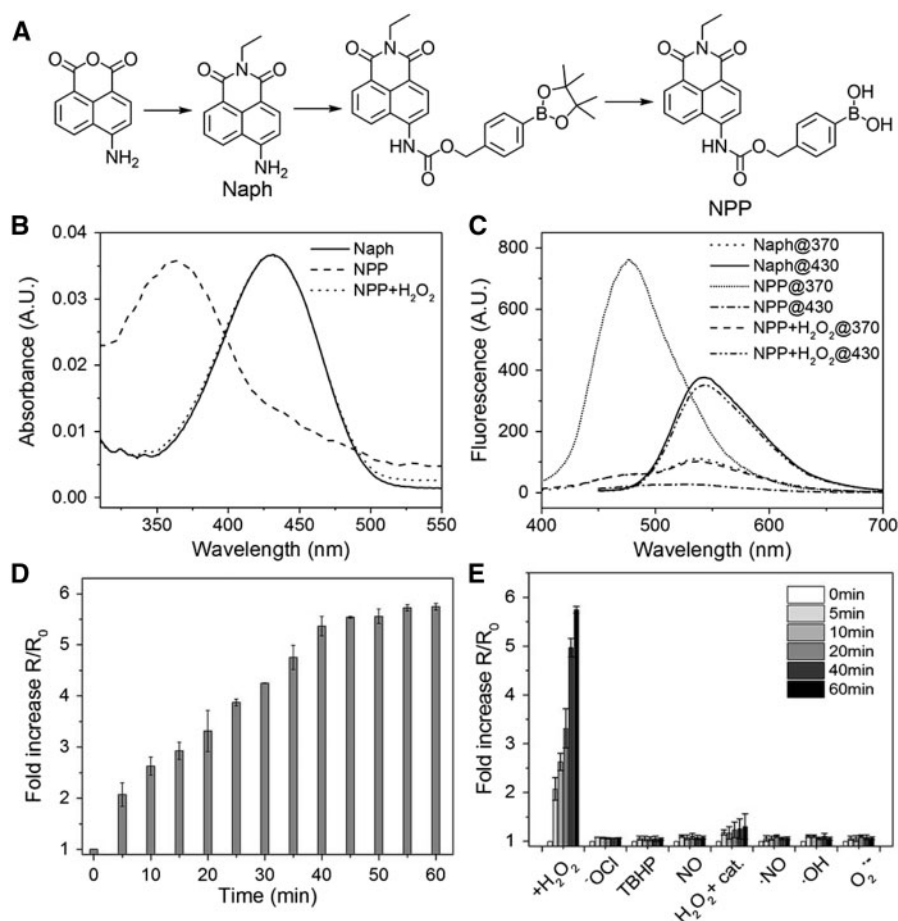 A
O O O
NH2
O N O
NH2
Naph
O N O
HN O
O
B
O
O
O N O
HN O
O
B
OH
OH
NPP
B
Absorbance (A.U.)
0.04
0.03
0.02
0.01
0.00
Naph
NPP
NPP+H2O2
350 400 450 500 550
Wavelength (nm)
C
Fluorescence (A.U.)
800
600
400
200
0
Naph@370
Naph@430
NPP@370
NPP@430
NPP+H2O2@370
NPP+H2O2@430
400 500 600 700
Wavelength (nm)
D
Fold increase R/R0
6
5
4
3
2
1
0 10 20 30 40 50 60
Time (min)
E
Fold increase R/R0
6
5
4
3
2
1
0min
5min
10min
20min
40min
60min
+H2O2
-OCl
TBHP
NO
H2O2+ cat.
·NO
·OH
O2·-